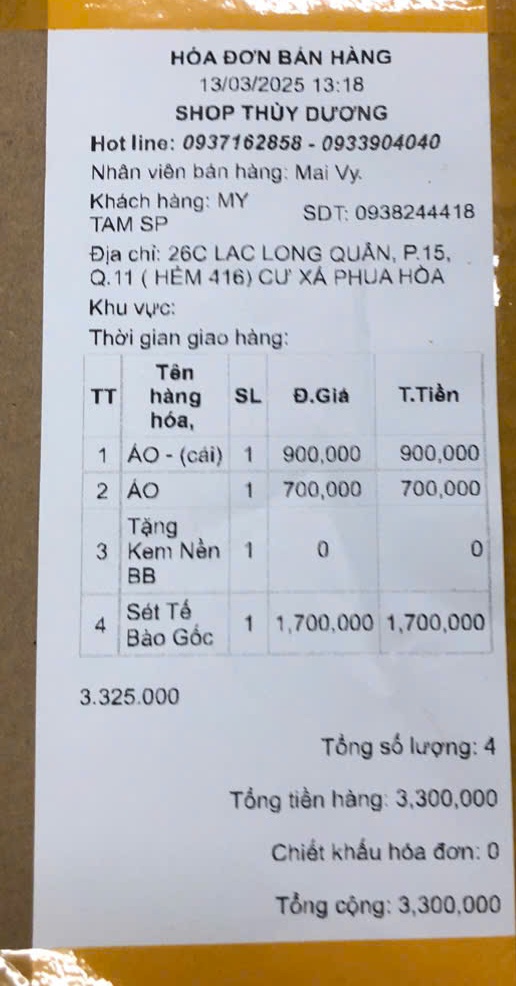 HÓA ĐƠN BÁN HÀNG
13/03/2025 13:18
SHOP THÙY DƯƠNG
Hot line: 0937162858 - 0933904040
Nhân viên bán hàng: Mai Vy.
Khách hàng: MY TAM SP SDT: 0938244418
Địa chỉ: 26C LAC LONG QUÂN, P.15,
Q.11 ( HẺM 416) CƯ XÁ PHUA HÒA
Khu vực:
Thời gian giao hàng:
TT Tên hàng hóa, SL Đ.Giá T.Tiền
1 ÁO - (cái) 1 900,000 900,000
2 ÁO 1 700,000 700,000
3 Tặng Kem Nền BB 1 0 0
4 Sét Tế Bào Gốc 1 1,700,000 1,700,000
3.325.000
Tổng số lượng: 4
Tổng tiền hàng: 3,300,000
Chiết khấu hóa đơn: 0
Tổng cộng: 3,300,000